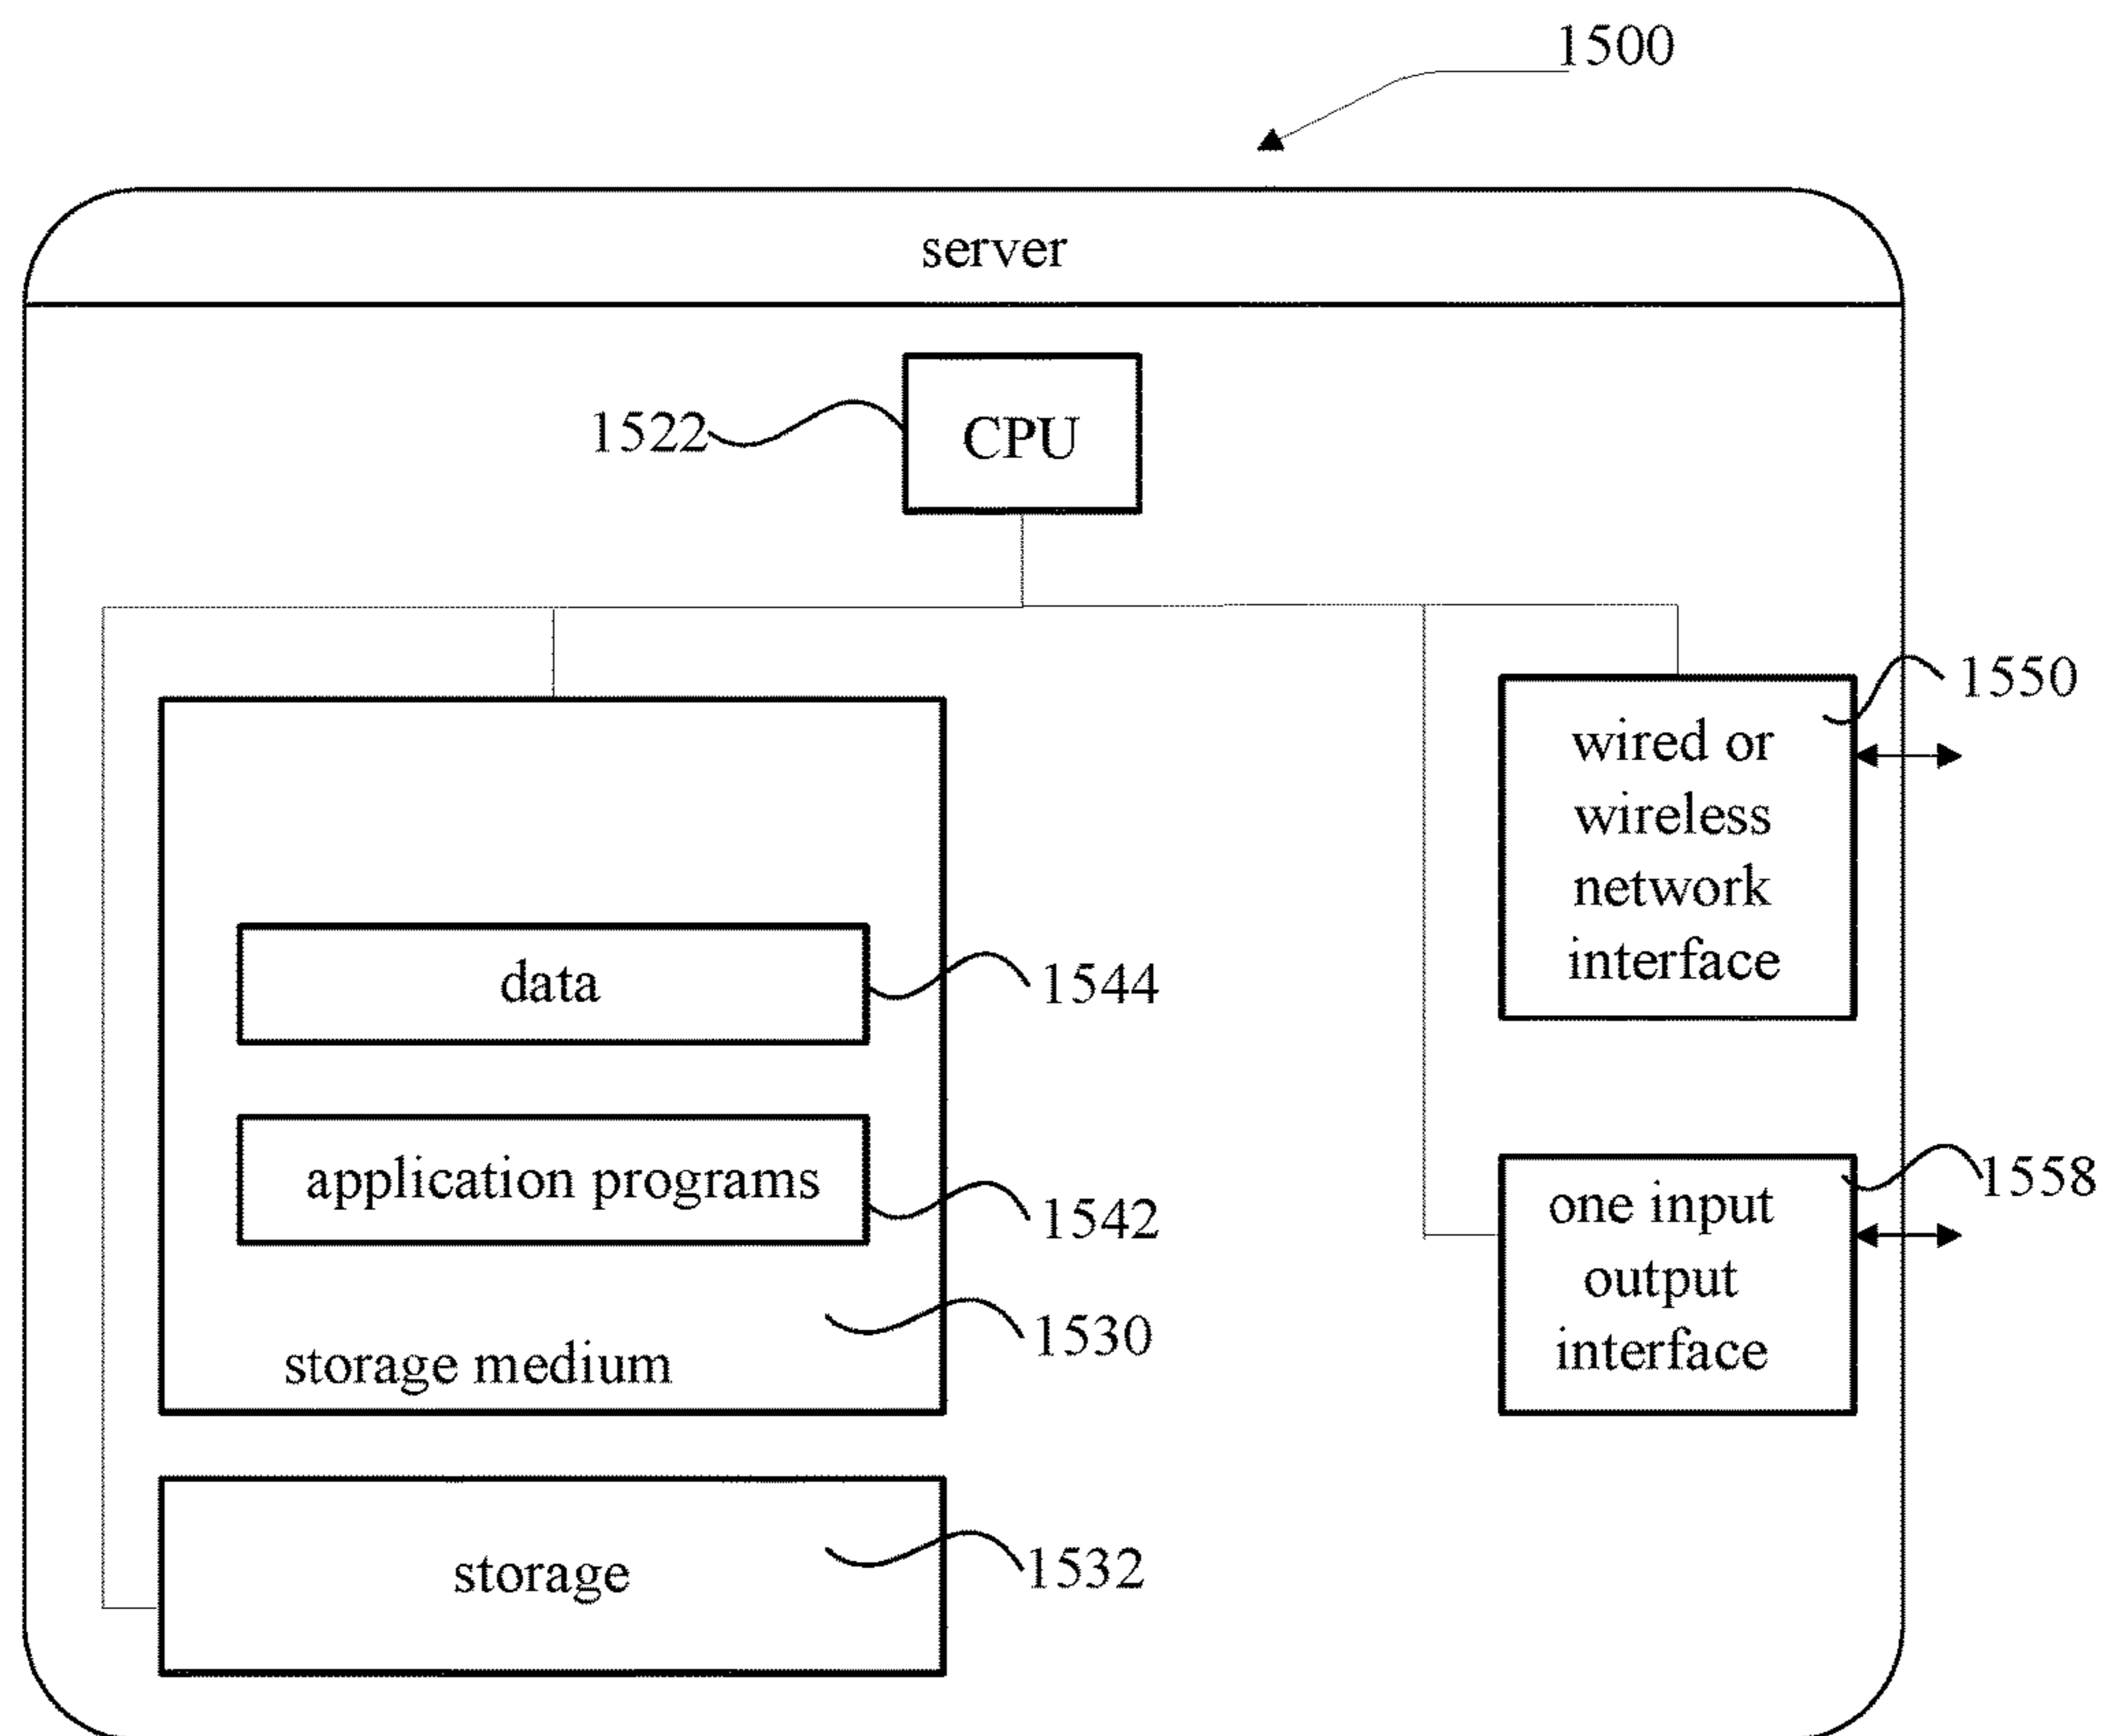 1500
server
1522
CPU
1550
wired or
wireless
network
interface
data
1544
application programs
1542
1558
one input
output
interface
1530
storage medium
storage
1532